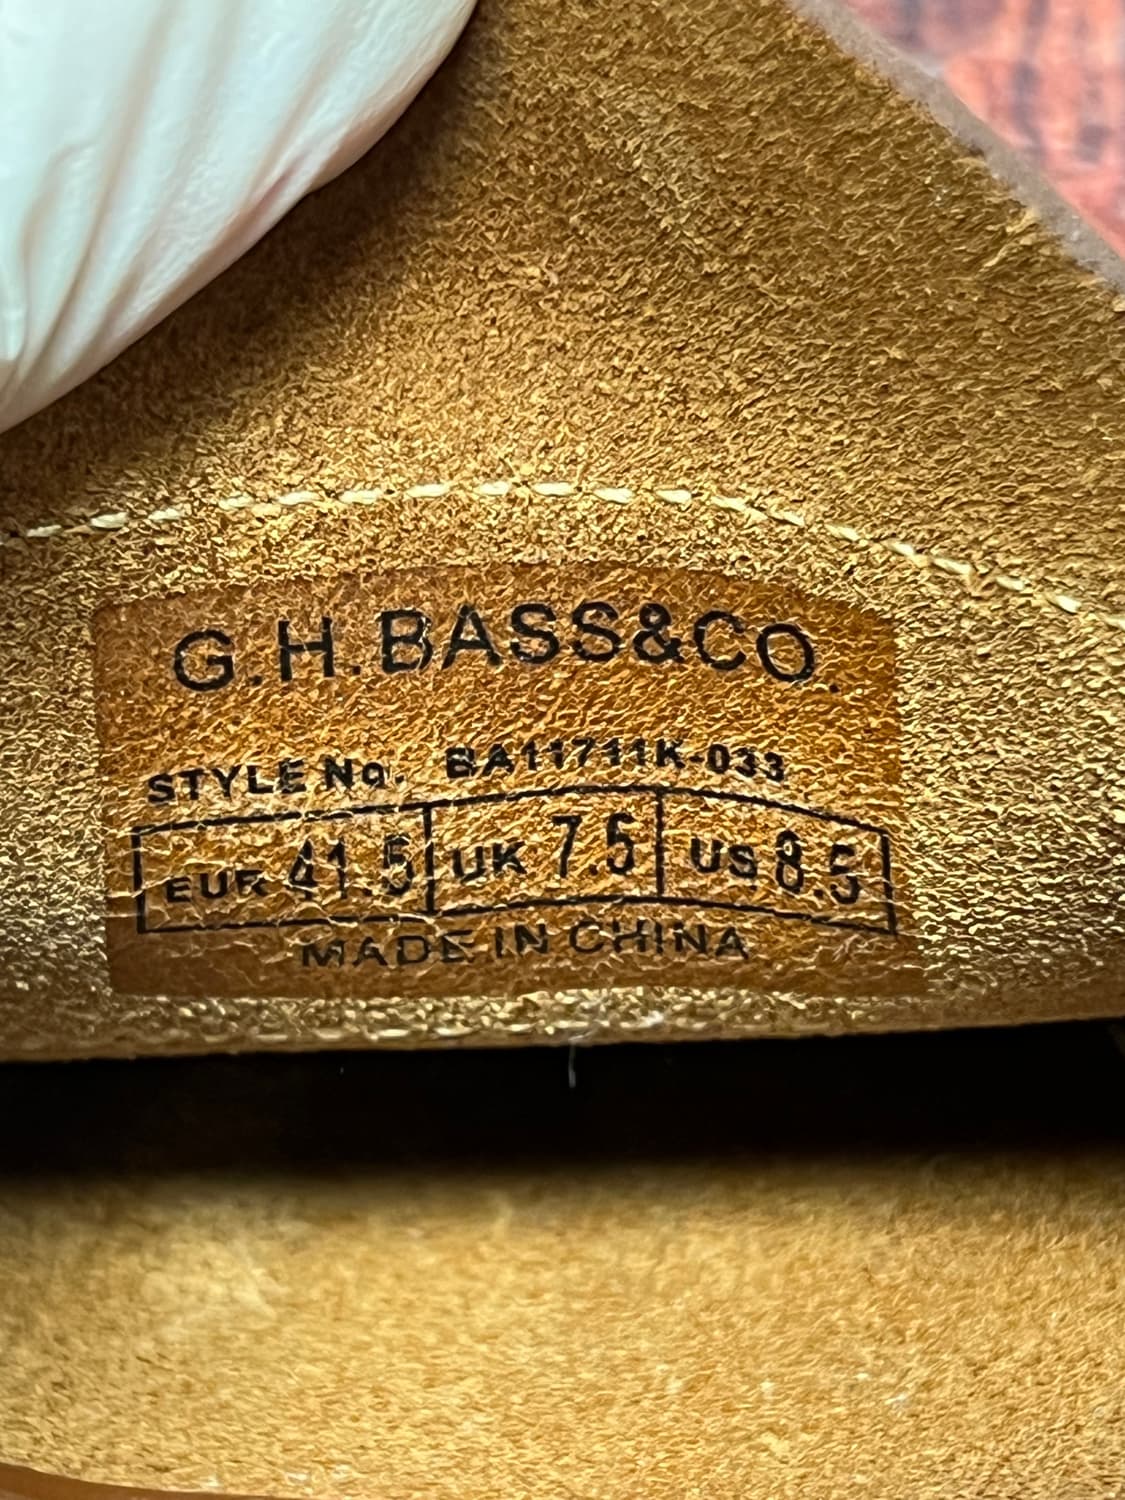 G.H.BASS&CO.
STYLE No. BA11711K-033
EUR 41.5 UK 7.5 US 8.5
MADE IN CHINA